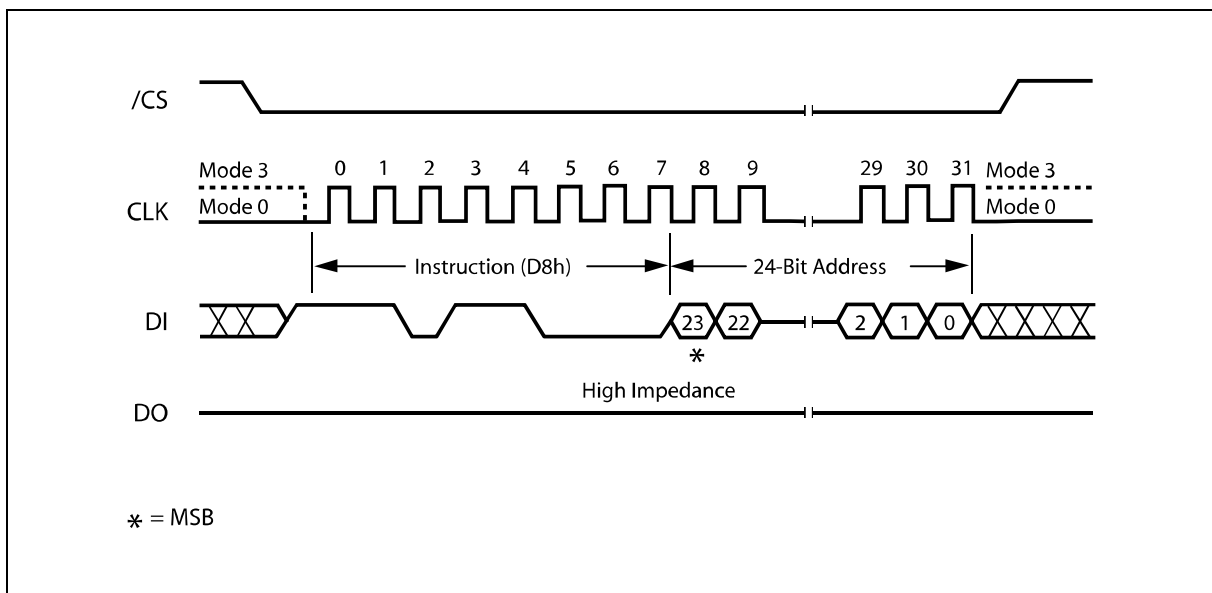 /CS
Mode 3 0 1 2 3 4 5 6 7 8 9 29 30 31 Mode 3
CLK Mode 0 Mode 0
Instruction (D8h) 24-Bit Address
DI 23 22 2 1 0
*
High Impedance
DO
* = MSB